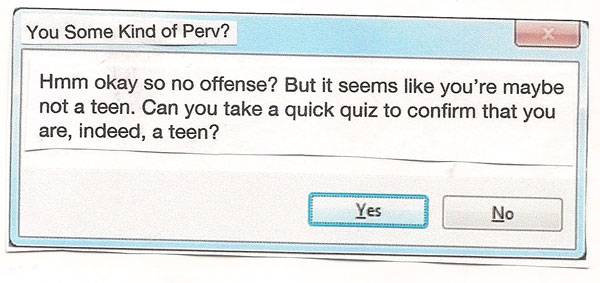 You Some Kind of Perv?
Hmm okay so no offense? But it seems like you're maybe
not a teen. Can you take a quick quiz to confirm that you
are, indeed, a teen?
Yes
No